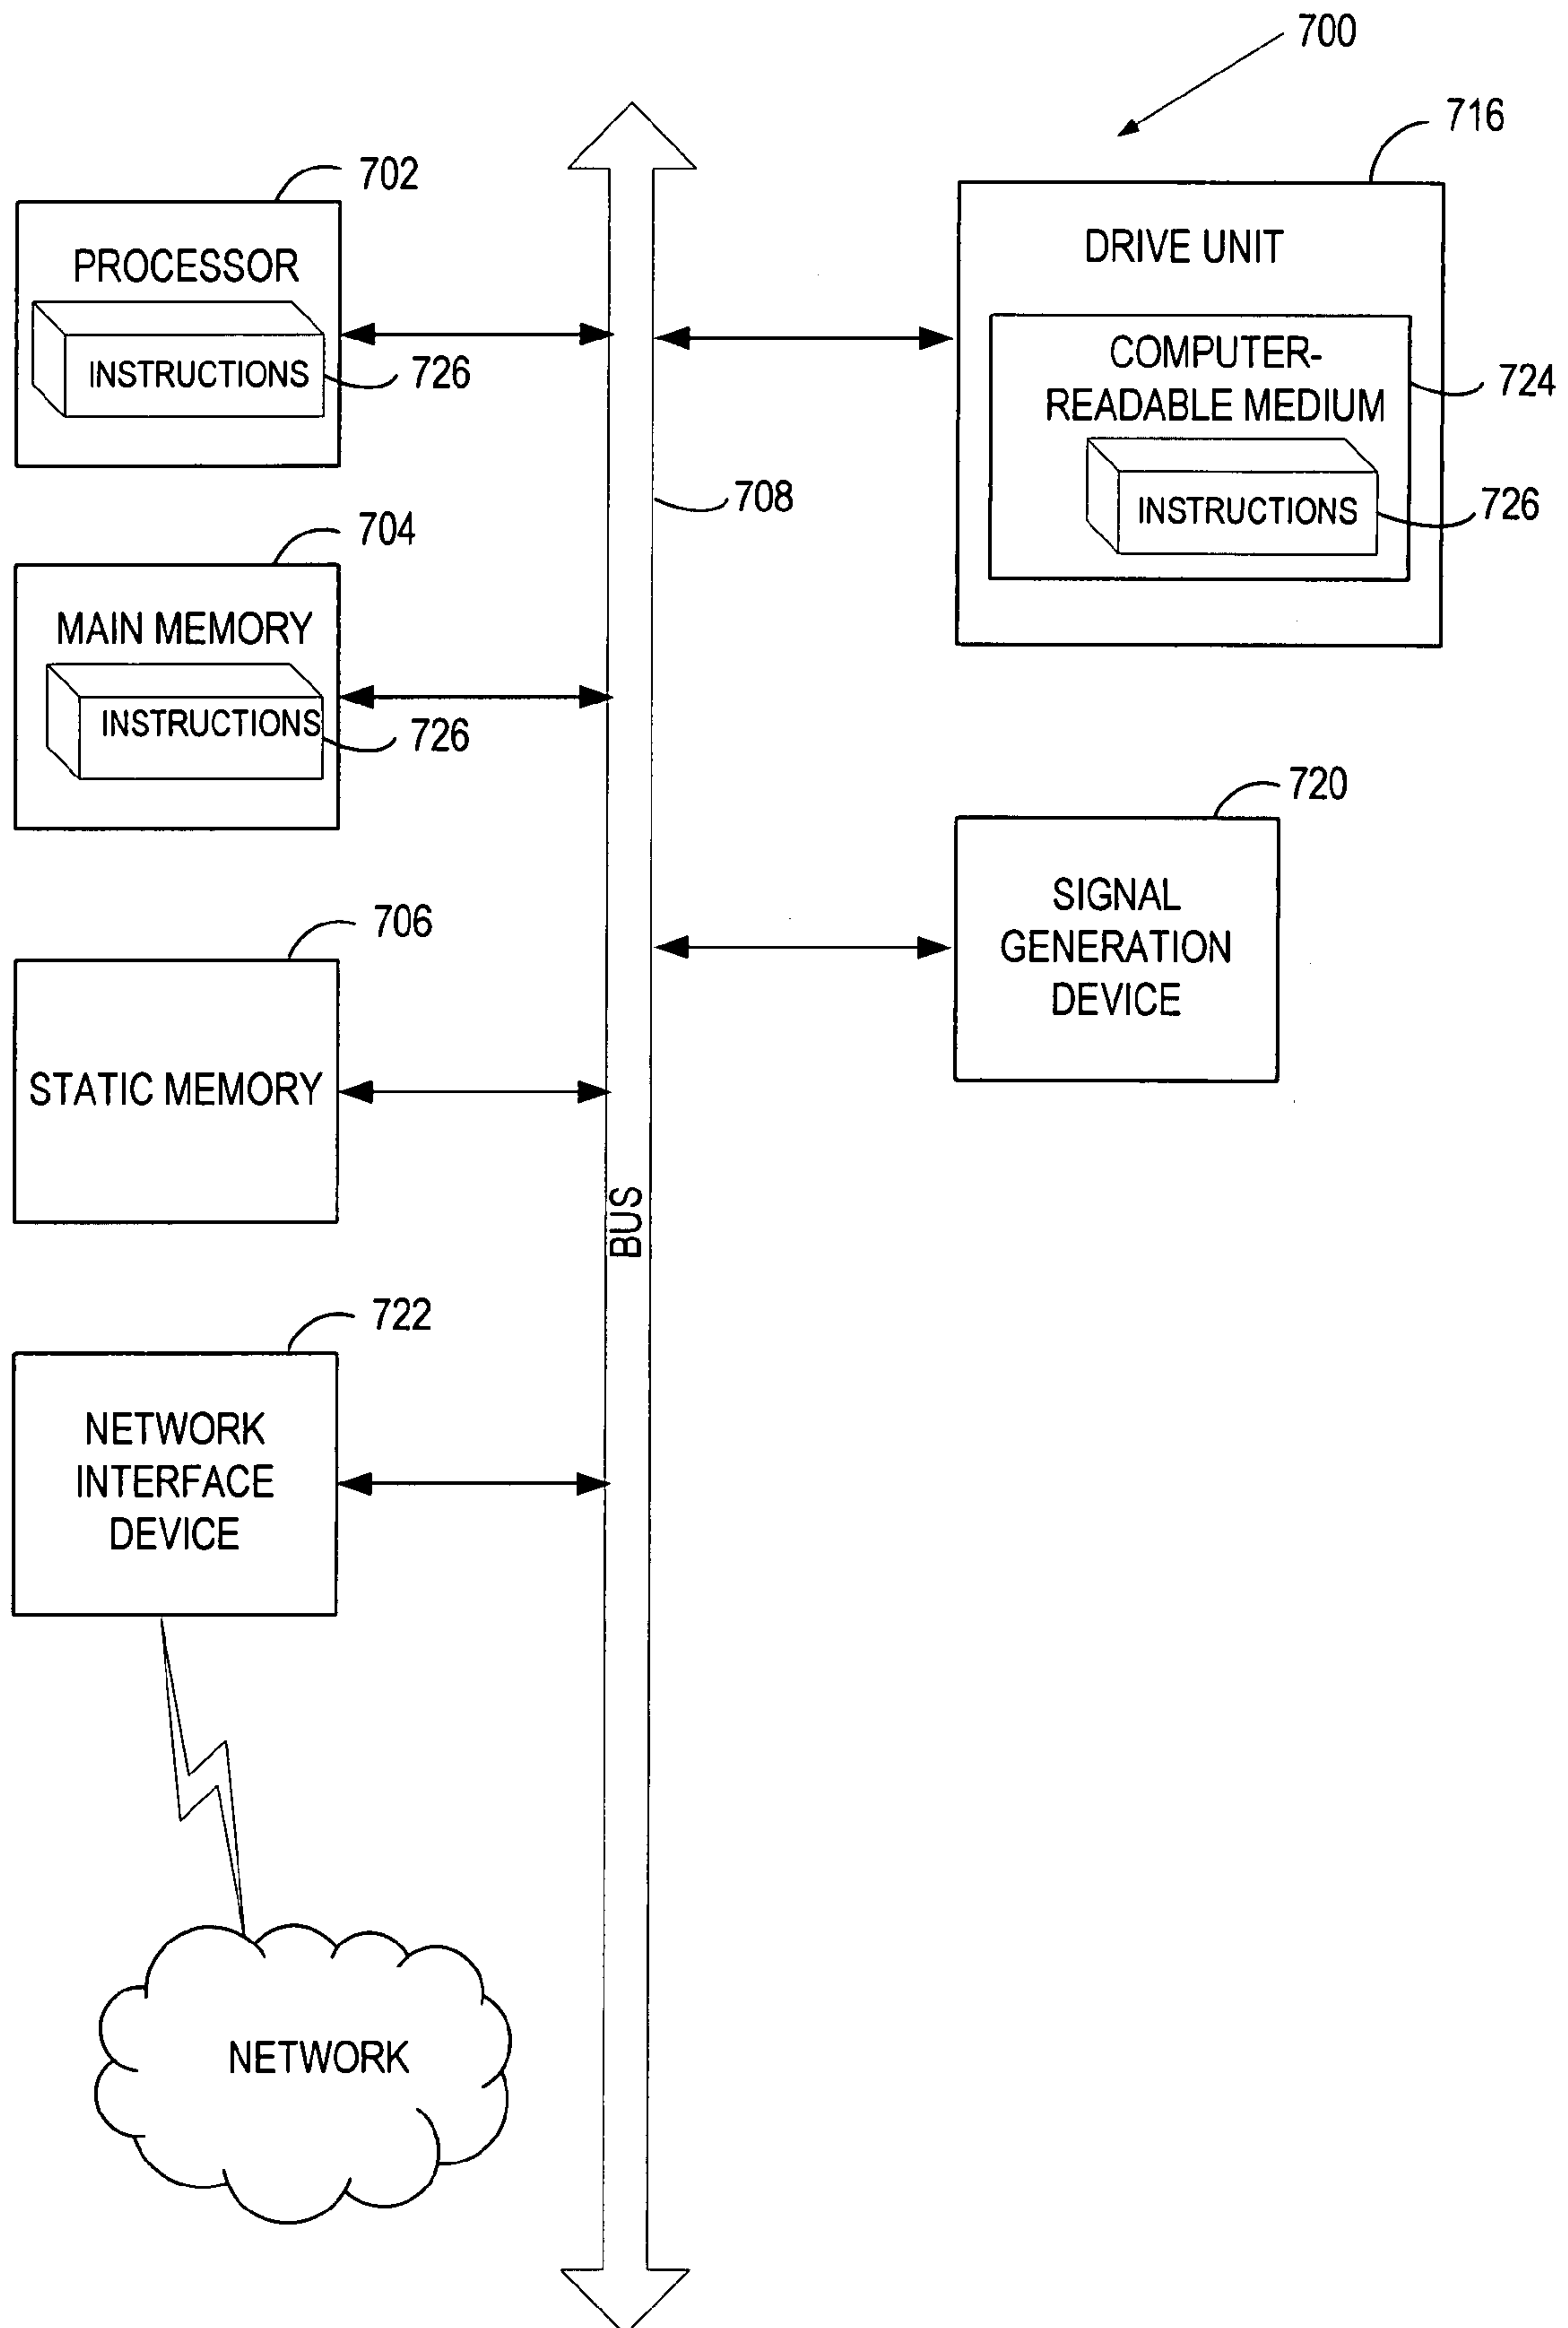 700
716
702
PROCESSOR
INSTRUCTIONS
726
DRIVE UNIT
COMPUTER-
READABLE MEDIUM
724
INSTRUCTIONS
726
708
704
MAIN MEMORY
INSTRUCTIONS
726
720
SIGNAL
GENERATION
DEVICE
706
STATIC MEMORY
BUS
722
NETWORK
INTERFACE
DEVICE
NETWORK